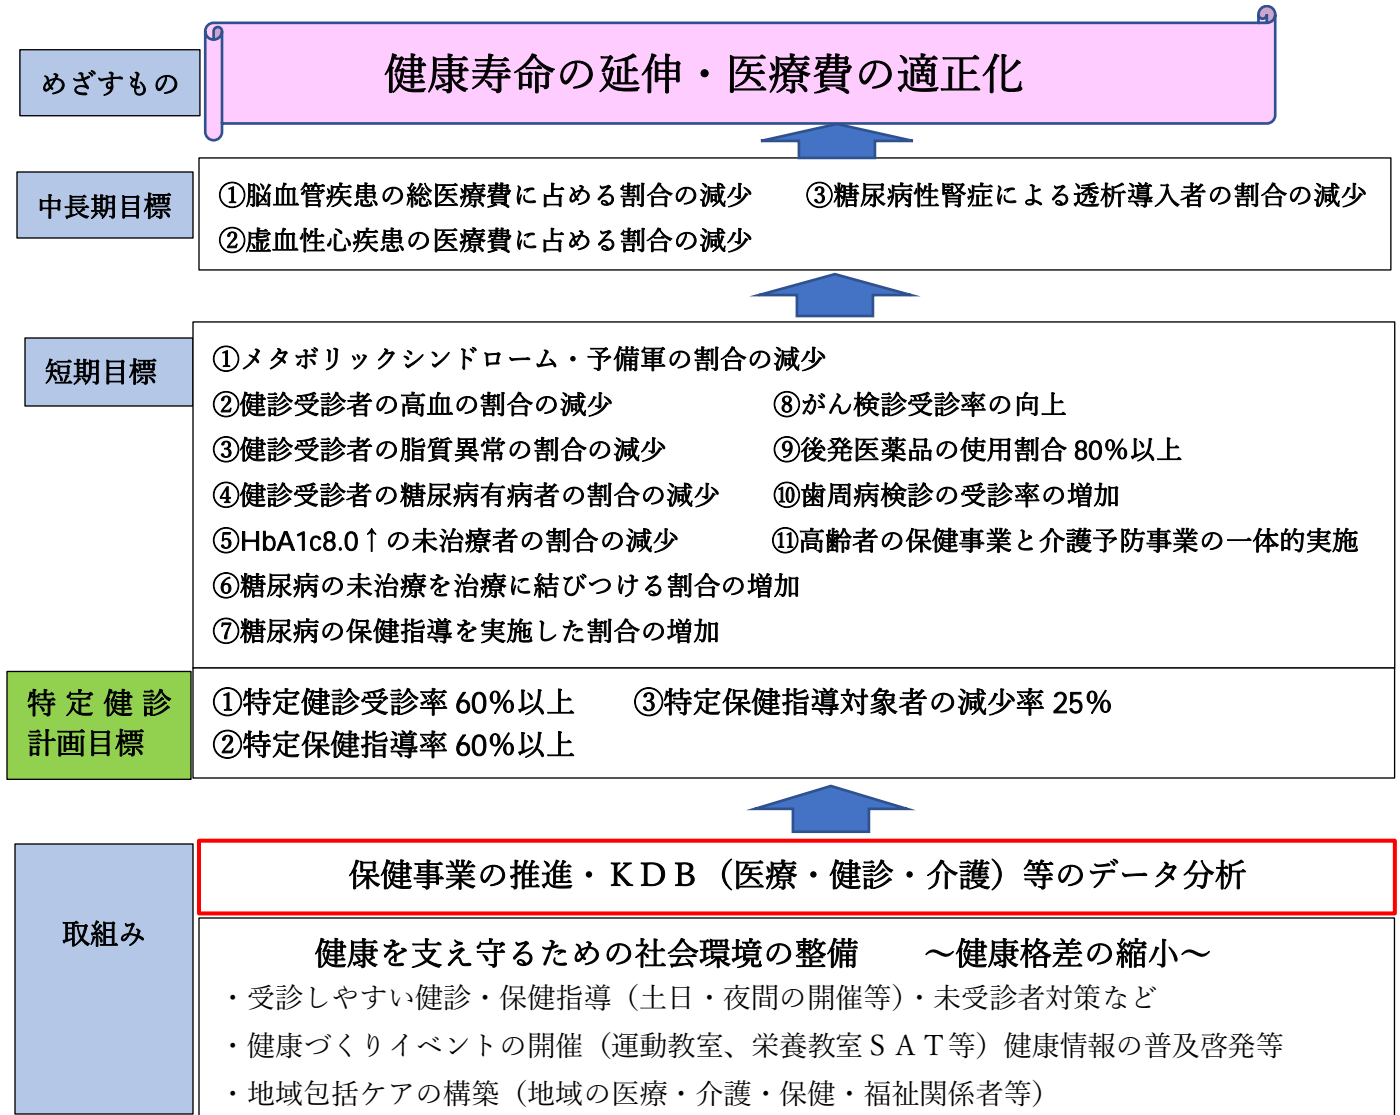 めざすもの
健康寿命の延伸・医療費の適正化
中長期目標
①脳血管疾患の総医療費に占める割合の減少　③糖尿病性腎症による透析導入者の割合の減少
②虚血性心疾患の医療費に占める割合の減少
短期目標
①メタボリックシンドローム・予備軍の割合の減少
②健診受診者の高血の割合の減少　⑧がん検診受診率の向上
③健診受診者の脂質異常の割合の減少　⑨後発医薬品の使用割合 80%以上
④健診受診者の糖尿病有病者の割合の減少　⑩歯周病検診の受診率の増加
⑤HbA1c8.0↑の未治療者の割合の減少　⑪高齢者の保健事業と介護予防事業の一体的実施
⑥糖尿病の未治療を治療に結びつける割合の増加
⑦糖尿病の保健指導を実施した割合の増加
特定健診
計画目標
①特定健診受診率 60%以上　③特定保健指導対象者の減少率 25%
②特定保健指導率 60%以上
取組み
保健事業の推進・ＫＤＢ（医療・健診・介護）等のデータ分析
健康を支え守るための社会環境の整備　～健康格差の縮小～
・受診しやすい健診・保健指導（土日・夜間の開催等）・未受診者対策など
・健康づくりイベントの開催（運動教室、栄養教室ＳＡＴ等）健康情報の普及啓発等
・地域包括ケアの構築（地域の医療・介護・保健・福祉関係者等）